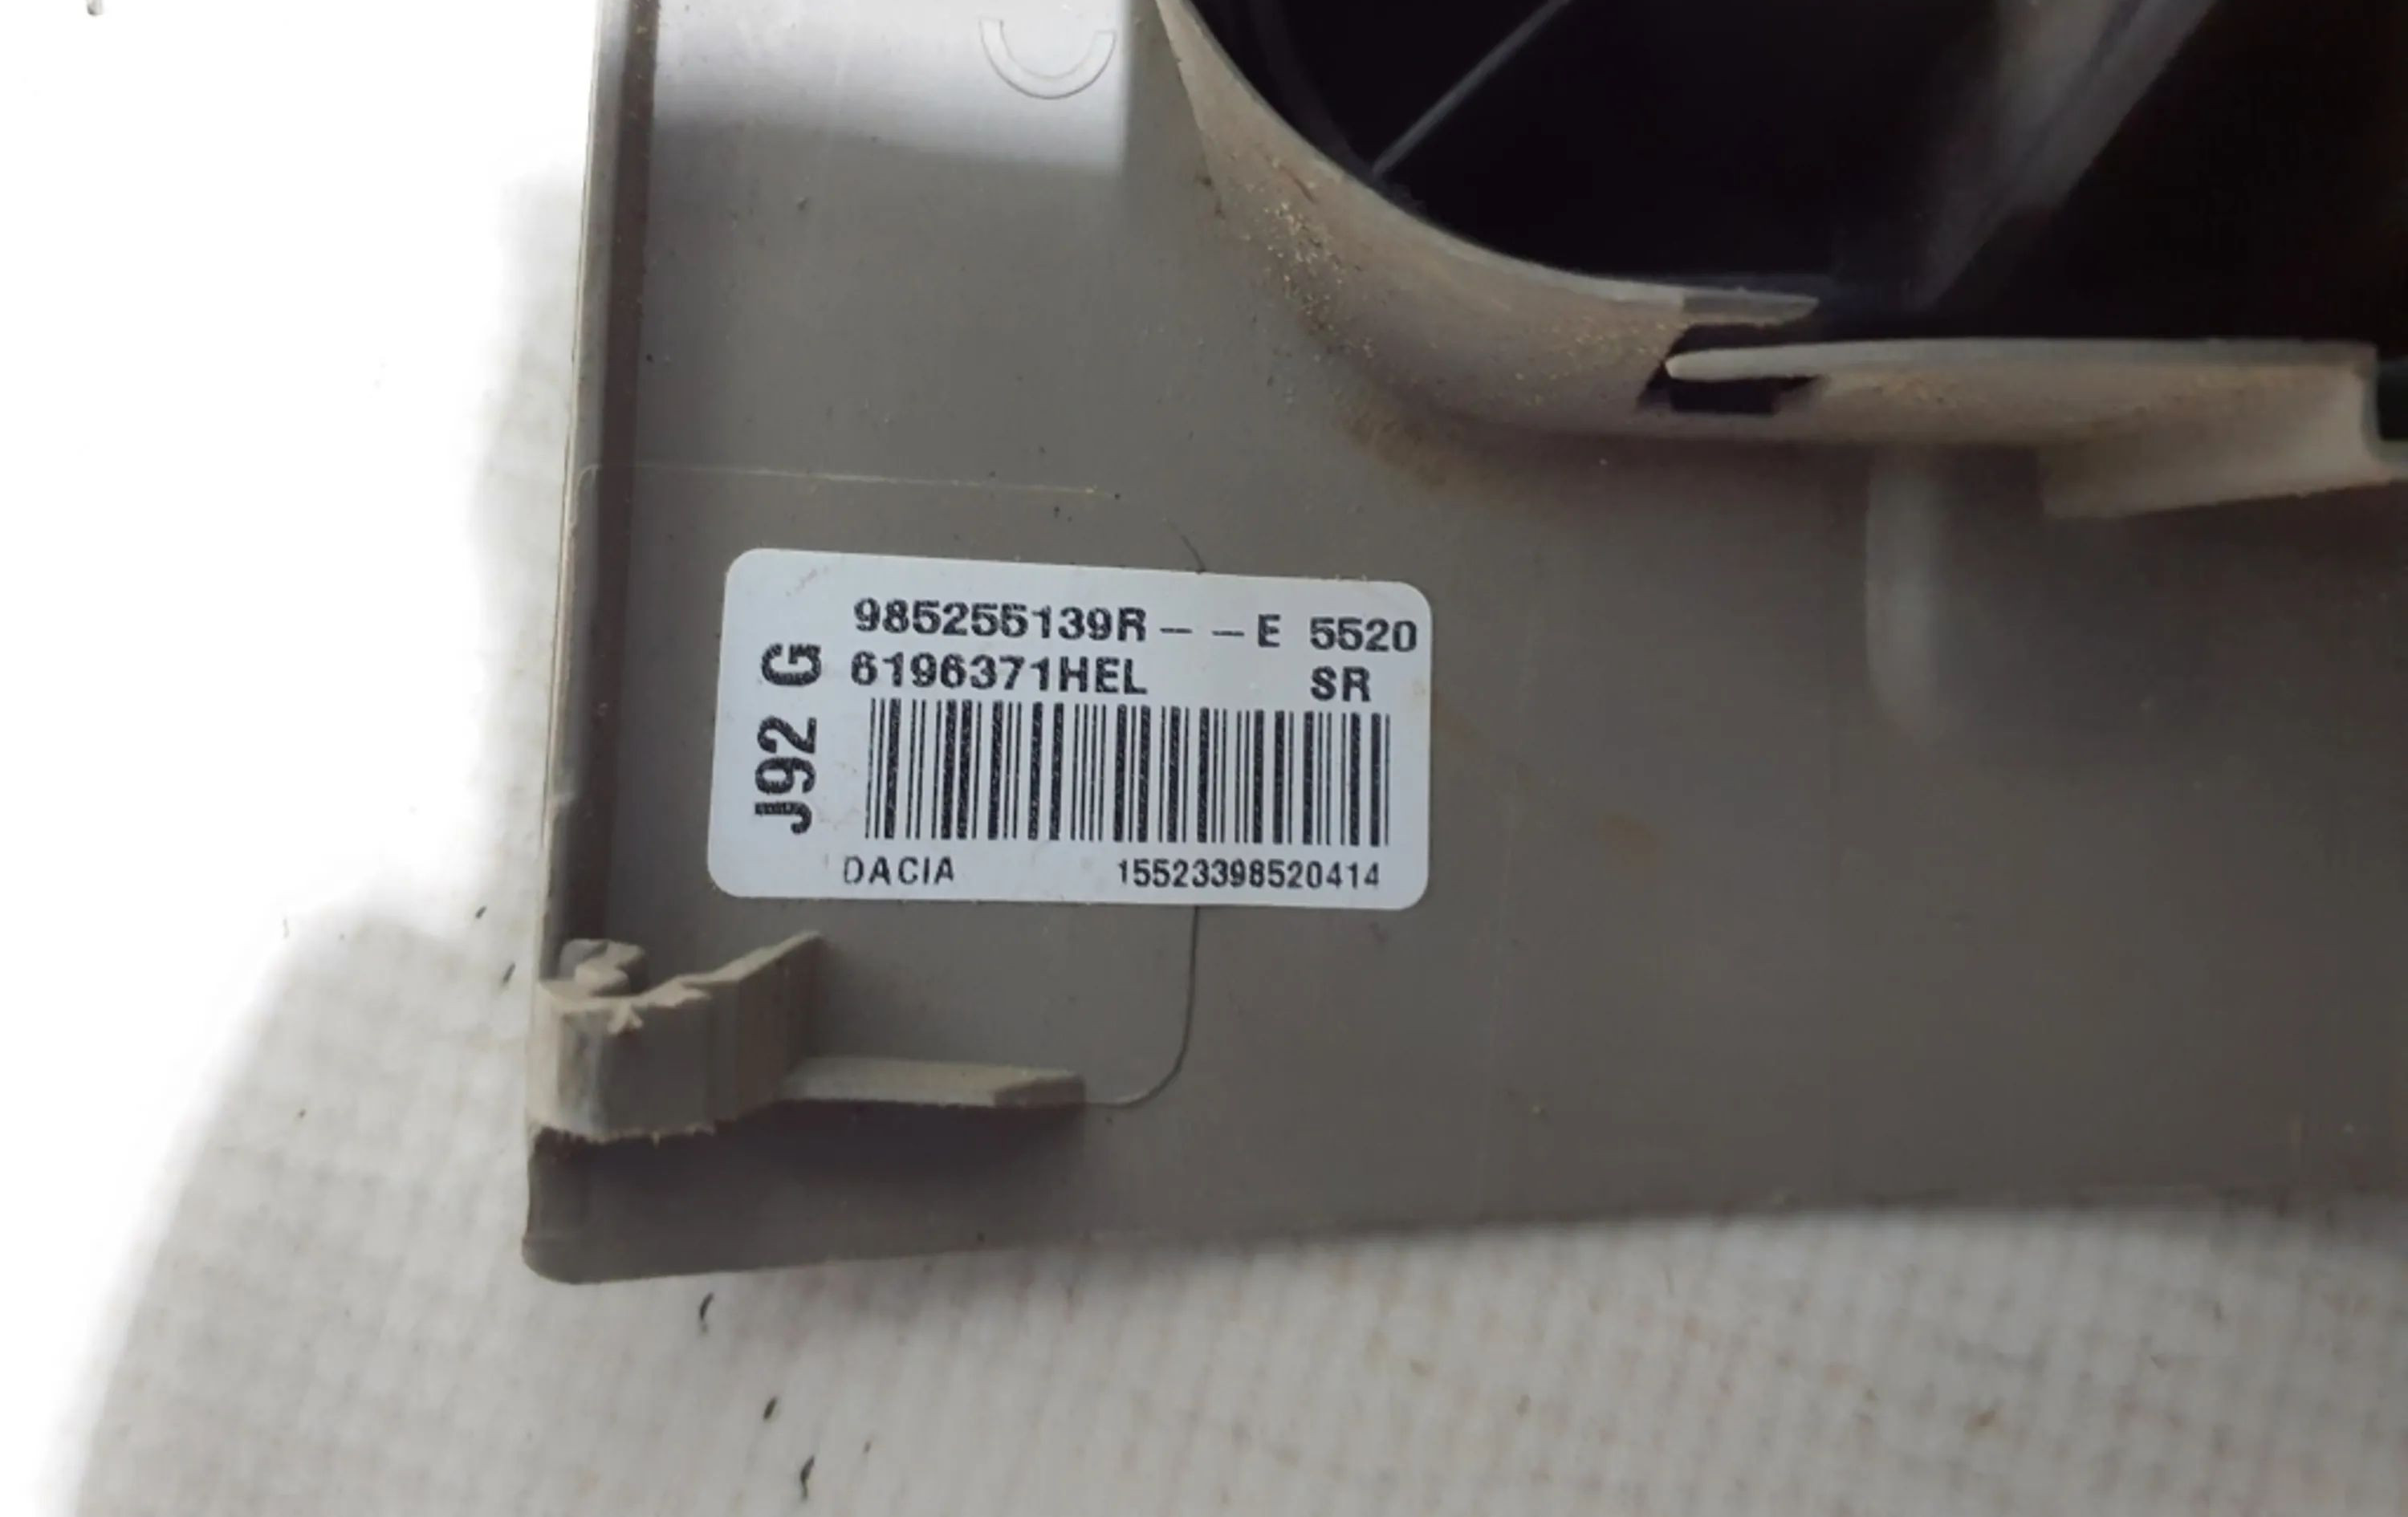 985255139R – – E 5520
6196371HEL SR
J92 G
DACIA 15523398520414